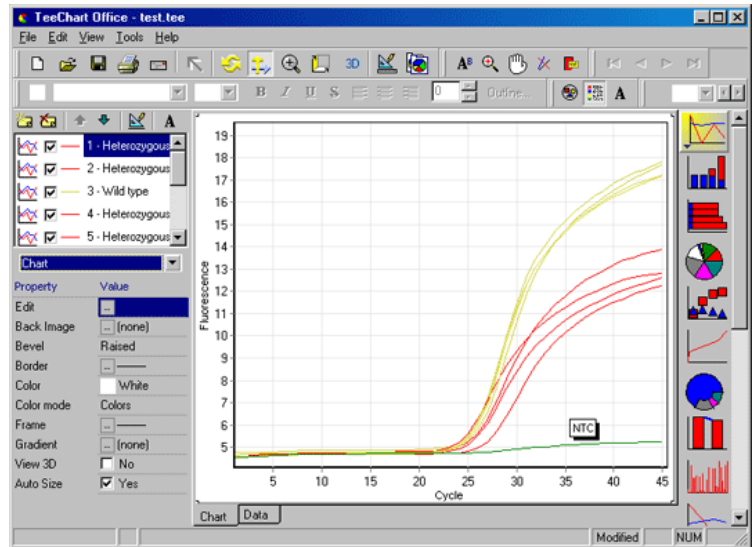 TeeChart Office - test.tee
File Edit View Tools Help
3D A B
B I U S 0 Outline... A
A
1 - Heterozygous
2 - Heterozygous
3 - Wild type
4 - Heterozygous
5 - Heterozygous
Chart
Property Value
Edit ...
Back Image ... (none)
Bevel Raised
Border ...
Color White
Color mode Colors
Frame ...
Gradient ... (none)
View 3D No
Auto Size Yes
Fluorescence
19
18
17
16
15
14
13
12
11
10
9
8
7
6
5
NTC
5 10 15 20 25 30 35 40 45
Cycle
Chart Data
Modified NUM